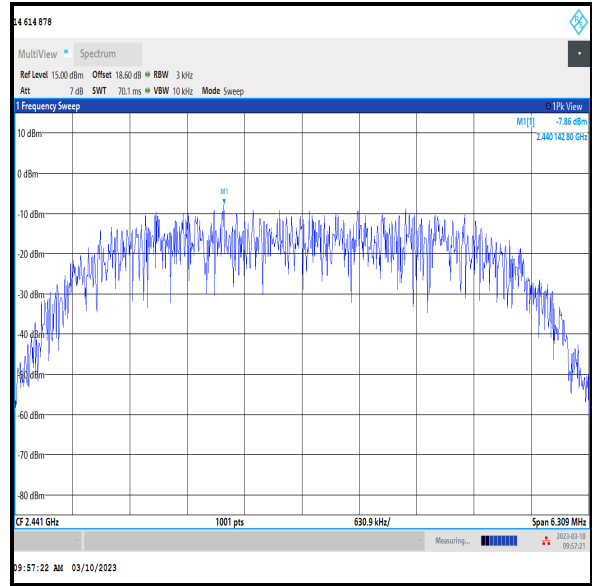 14 614 878
MultiView Spectrum
Ref Level 15.00 dBm Offset 18.60 dB RBW 3 kHz
Att 7 dB SWT 70.1 ms VBW 10 kHz Mode Sweep
1 Frequency Sweep 1Pk View
M1[1] -7.86 dBm
2.440 142 80 GHz
10 dBm
0 dBm
M1
-10 dBm
-20 dBm
-30 dBm
-40 dBm
-50 dBm
-60 dBm
-70 dBm
-80 dBm
CF 2.441 GHz 1001 pts 630.9 kHz/ Span 6.309 MHz
Measuring... 2023-03-10
09:57:21
09:57:22 AM 03/10/2023